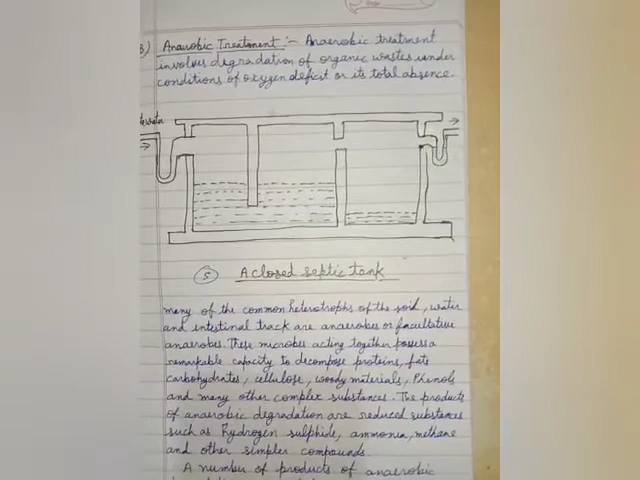 3) Anaerobic Treatment :- Anaerobic treatment
involves degradation of organic wastes under
conditions of oxygen deficit or its total absence.
5 A closed septic tank
many of the common heterotrophs of the soil, water
and intestinal track are anaerobes or facultative
anaerobes. These microbes acting together possess a
remarkable capacity to decompose proteins, fats
carbohydrates, cellulose, woody materials, Phenols
and many other complex substances. The products
of anaerobic degradation are reduced substances
such as hydrogen sulphide, ammonia, methane
and other simpler compounds.
A number of products of anaerobic